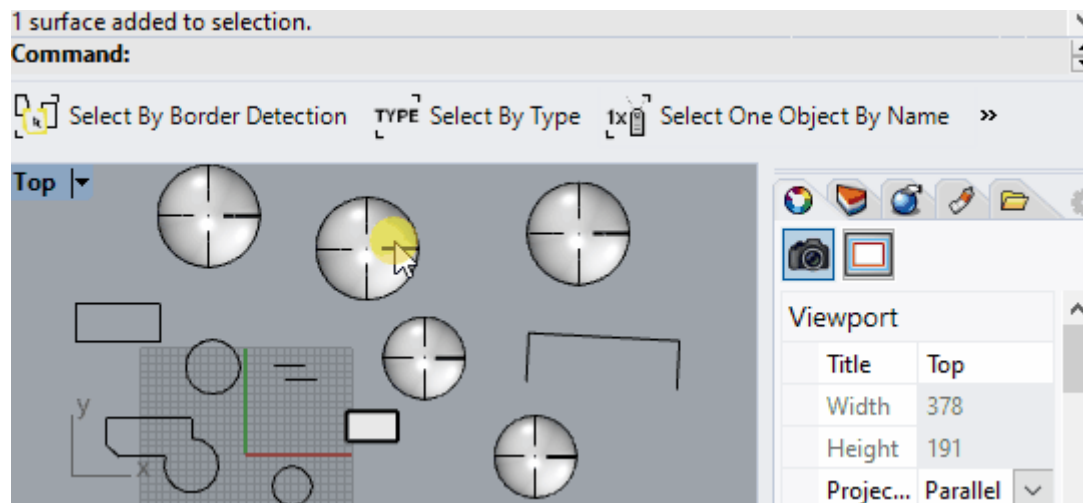 1 surface added to selection.
Command:
Select By Border Detection TYPE Select By Type 1x Select One Object By Name »
Top
y
x
Viewport
Title Top
Width 378
Height 191
Projec... Parallel